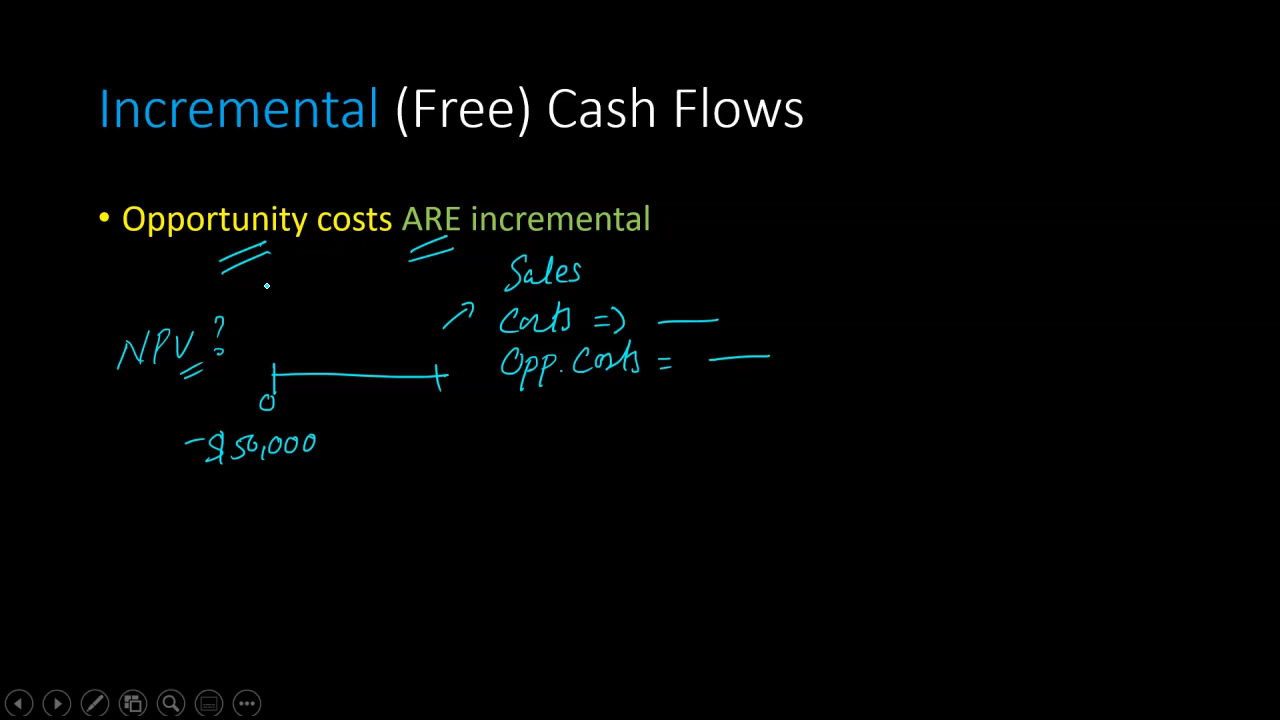 Incremental (Free) Cash Flows
• Opportunity costs ARE incremental
Sales
Costs =>
Opp. Costs =
NPV?
0
-$50,000